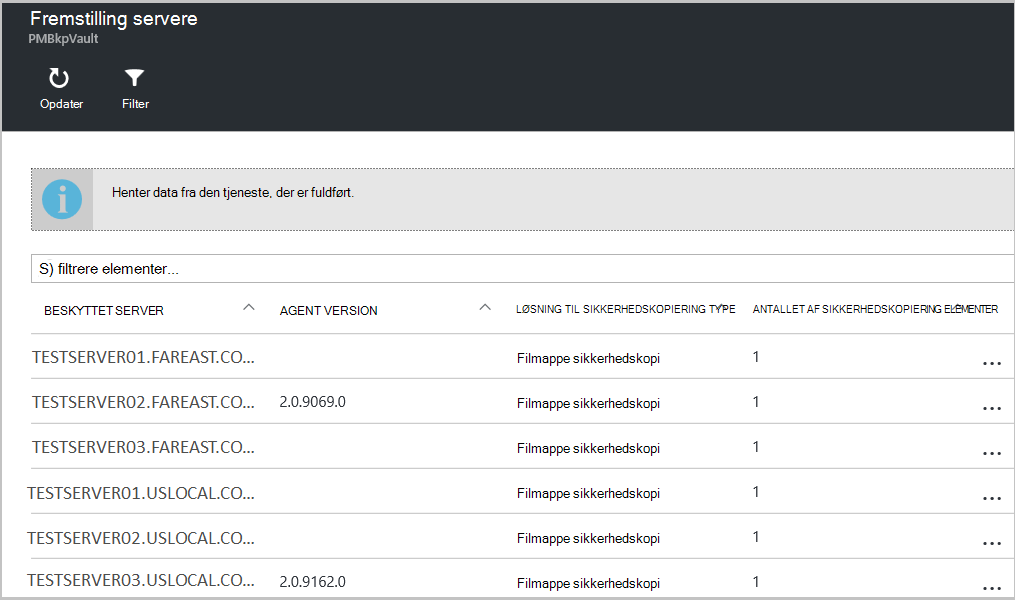 Fremstilling servere
PMBkpVault
Opdater Filter
Henter data fra den tjeneste, der er fuldført.
S) filtrere elementer...
BESKYTTET SERVER AGENT VERSION LØSNING TIL SIKKERHEDSKOPIERING TYPE ANTALLET AF SIKKERHEDSKOPIERING ELEMENTER
TESTSERVER01.FAREAST.CO... Filmappe sikkerhedskopi 1 ...
TESTSERVER02.FAREAST.CO... 2.0.9069.0 Filmappe sikkerhedskopi 1 ...
TESTSERVER03.FAREAST.CO... Filmappe sikkerhedskopi 1 ...
TESTSERVER01.USLOCAL.CO... Filmappe sikkerhedskopi 1 ...
TESTSERVER02.USLOCAL.CO... Filmappe sikkerhedskopi 1 ...
TESTSERVER03.USLOCAL.CO... 2.0.9162.0 Filmappe sikkerhedskopi 1 ...